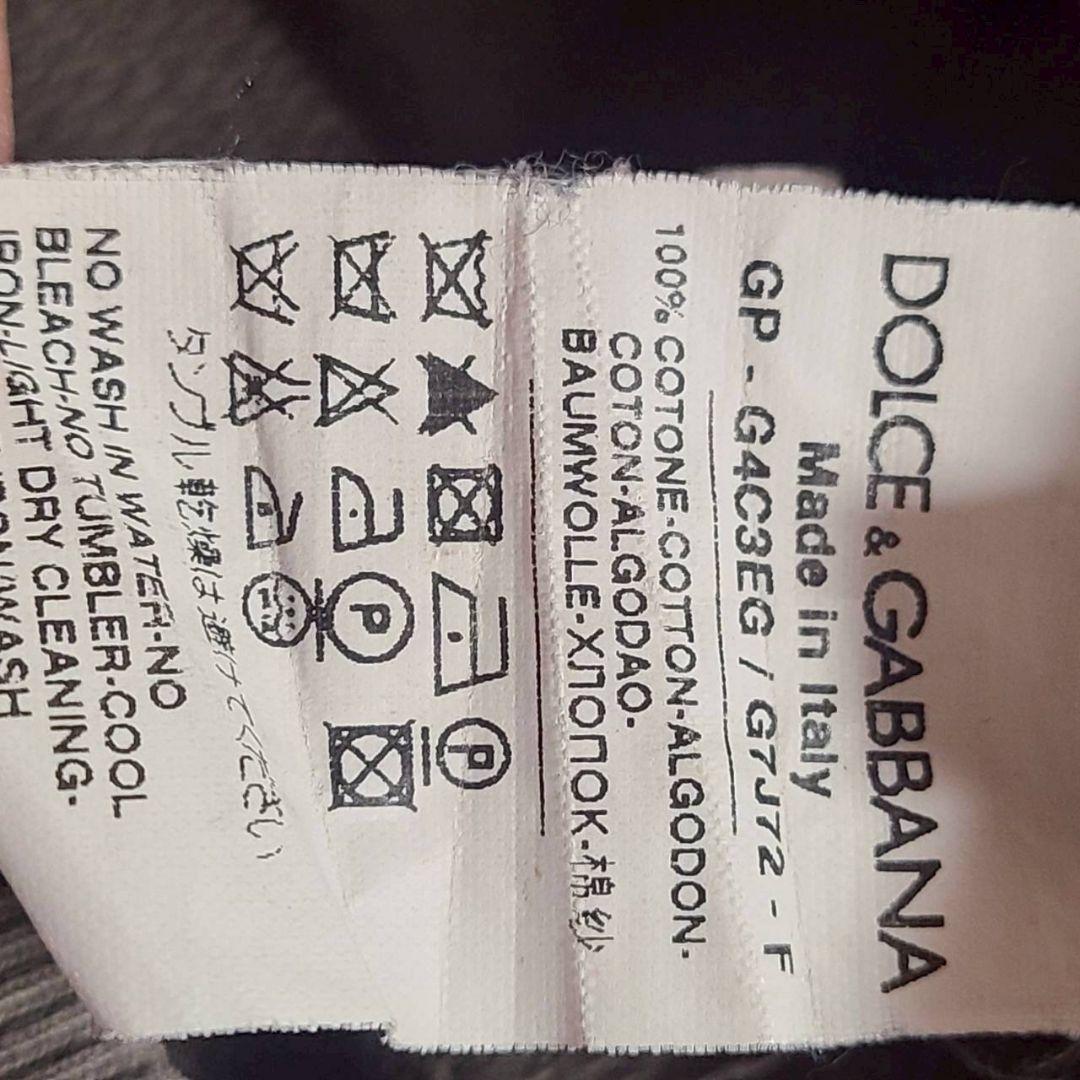 DOLCE & GABBANA
Made in Italy
GP - G4C3EG / G7J72 - F
100% COTONE-COTTON-ALGODON-
COTON-ALGODAO-
BAUMWOLLE-ХЛОПОК-棉
P
P
タンブル乾燥は避けてください
NO WASH IN WATER-NO
BLEACH-NO TUMBLER-COOL
IRON-LIGHT DRY CLEANING-
WASH